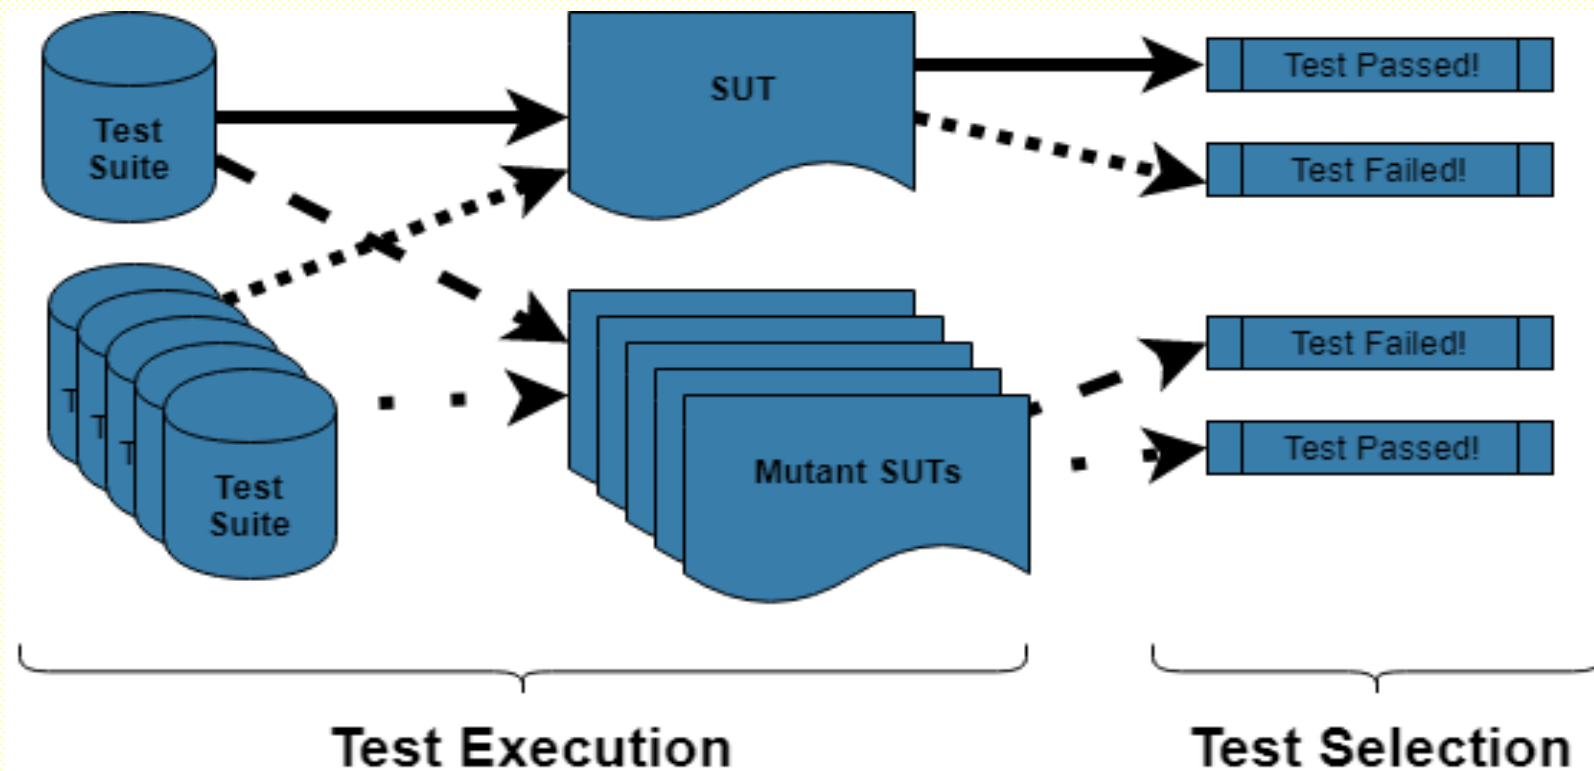 Test
Suite
SUT
Test Passed!
Test Failed!
T
T
T
Test
Suite
Mutant SUTs
Test Failed!
Test Passed!
Test Execution
Test Selection